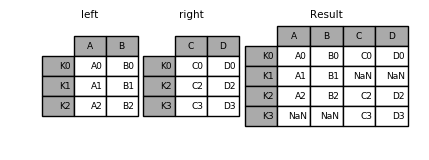 left right Result
A B C D A B C D
K0 A0 B0 K0 C0 D0 K0 A0 B0 C0 D0
K1 A1 B1 K2 C2 D2 K1 A1 B1 NaN NaN
K2 A2 B2 K3 C3 D3 K2 A2 B2 C2 D2
K3 NaN NaN C3 D3